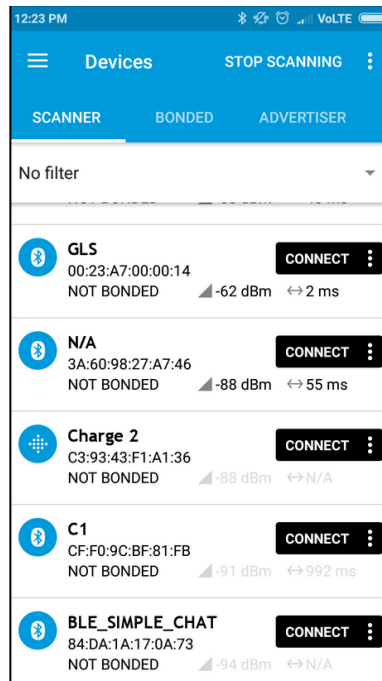 12:23 PM VoLTE
Devices STOP SCANNING
SCANNER BONDED ADVERTISER
No filter
GLS
00:23:A7:00:00:14 CONNECT
NOT BONDED -62 dBm 2 ms
N/A
3A:60:98:27:A7:46 CONNECT
NOT BONDED -88 dBm 55 ms
Charge 2
C3:93:43:F1:A1:36 CONNECT
NOT BONDED -88 dBm N/A
C1
CF:F0:9C:BF:81:FB CONNECT
NOT BONDED -91 dBm 992 ms
BLE_SIMPLE_CHAT
84:DA:1A:17:0A:73 CONNECT
NOT BONDED -94 dBm N/A